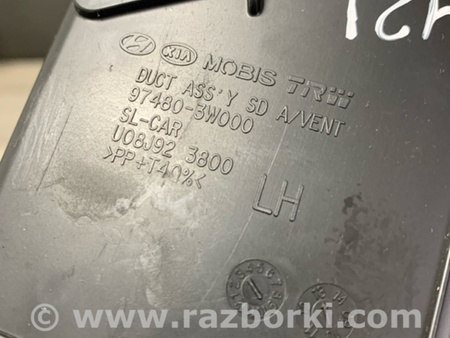 KIA MOBIS TRW
DUCT ASS'Y SD A/VENT
97480-3W000
SL-CAR
U08J92 3800
>PP+T40%<
LH
www.razborki.com